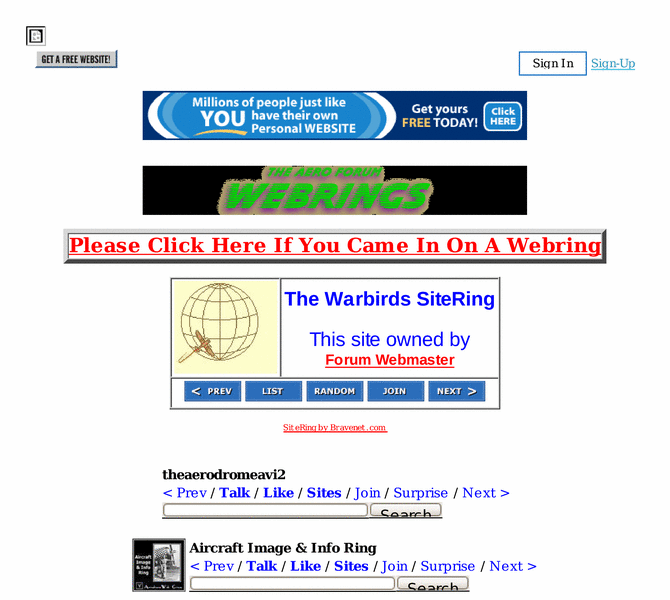 GET A FREE WEBSITE!
Sign In Sign-Up
Millions of people just like
YOU have their own
Personal WEBSITE
Get yours
FREE TODAY!
Click
HERE
THE AERO FORUM
WEBRINGS
Please Click Here If You Came In On A Webring
The Warbirds SiteRing
This site owned by
Forum Webmaster
< PREV LIST RANDOM JOIN NEXT >
SiteRing by Bravenet.com
theaerodromeavi2
< Prev / Talk / Like / Sites / Join / Surprise / Next >
Search
Aircraft Image & Info Ring
Aircraft
Image
& Info
Ring
< Prev / Talk / Like / Sites / Join / Surprise / Next >
Search